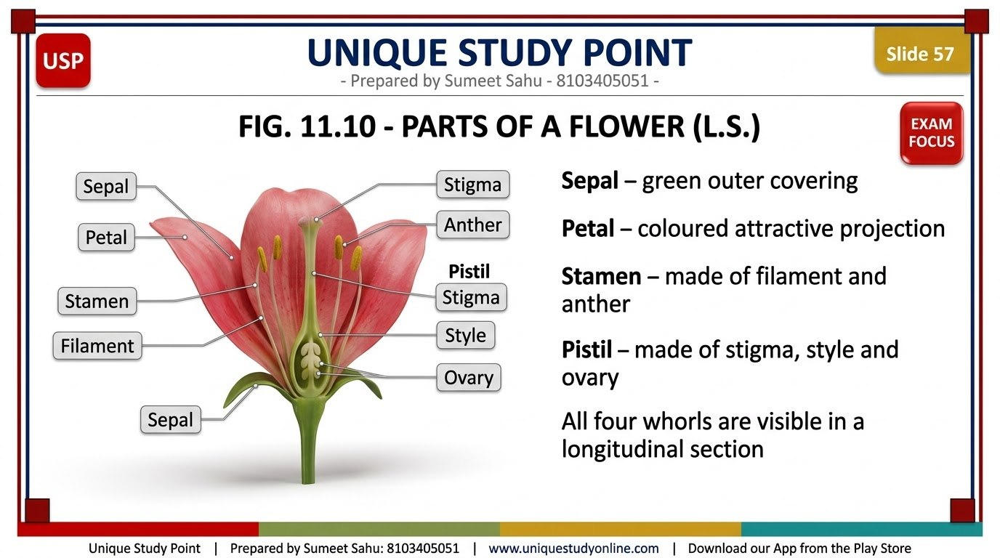 USP
UNIQUE STUDY POINT
- Prepared by Sumeet Sahu - 8103405051 -
Slide 57
FIG. 11.10 - PARTS OF A FLOWER (L.S.)
EXAM
FOCUS
Sepal
Petal
Stamen
Filament
Sepal
Stigma
Anther
Pistil
Stigma
Style
Ovary
Sepal – green outer covering
Petal – coloured attractive projection
Stamen – made of filament and
anther
Pistil – made of stigma, style and
ovary
All four whorls are visible in a
longitudinal section
Unique Study Point | Prepared by Sumeet Sahu: 8103405051 | www.uniquestudyonline.com | Download our App from the Play Store